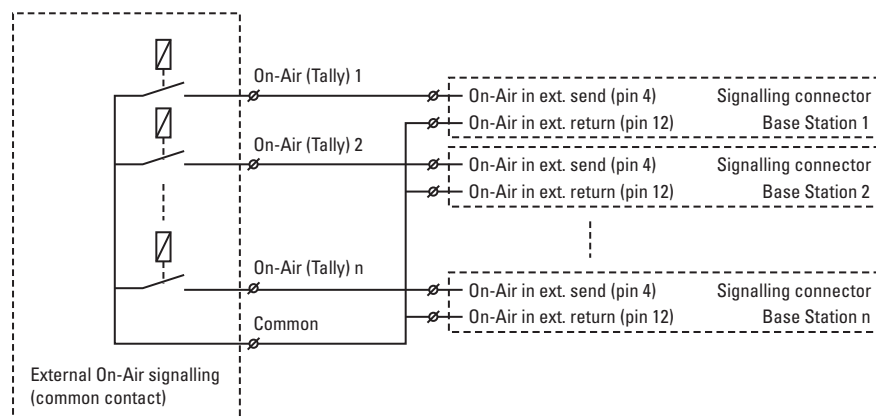 On-Air (Tally) 1
On-Air in ext. send (pin 4) Signalling connector
On-Air in ext. return (pin 12) Base Station 1
On-Air (Tally) 2
On-Air in ext. send (pin 4) Signalling connector
On-Air in ext. return (pin 12) Base Station 2
On-Air (Tally) n
On-Air in ext. send (pin 4) Signalling connector
On-Air in ext. return (pin 12) Base Station n
Common
External On-Air signalling
(common contact)